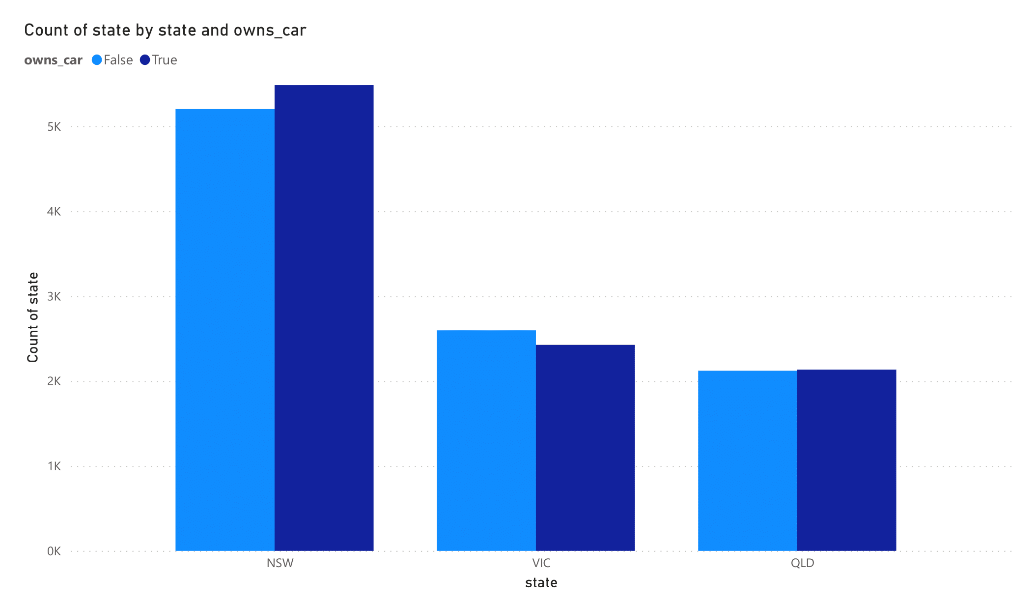 Count of state by state and owns_car
owns_car False True
5K
4K
3K
2K
1K
0K
Count of state
NSW VIC QLD
state